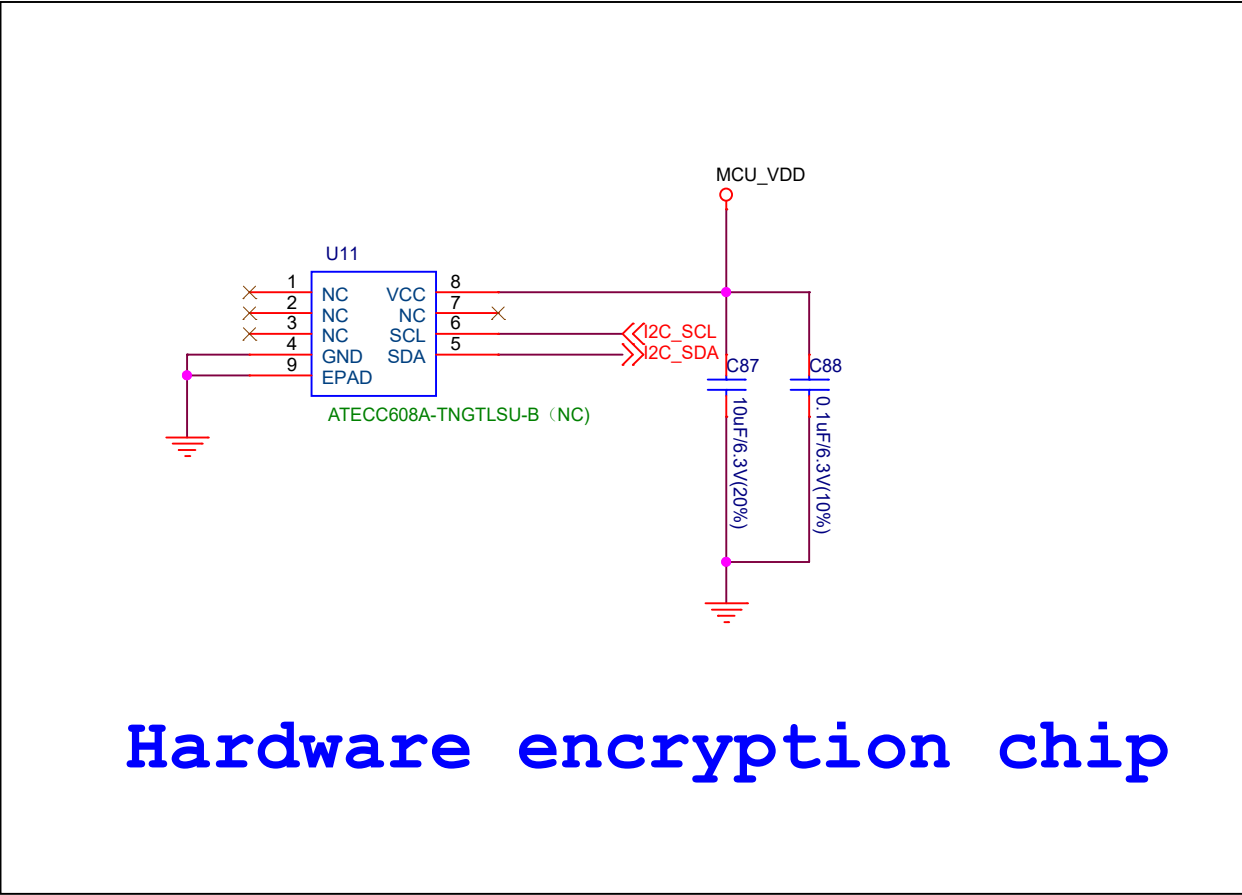 MCU_VDD
U11
1 NC VCC 8
2 NC NC 7
3 NC SCL 6 I2C_SCL
4 GND SDA 5 I2C_SDA
9 EPAD
C87 C88
ATECC608A-TNGTLSU-B（NC)
10uF/6.3V(20%)
0.1uF/6.3V(10%)
Hardware encryption chip